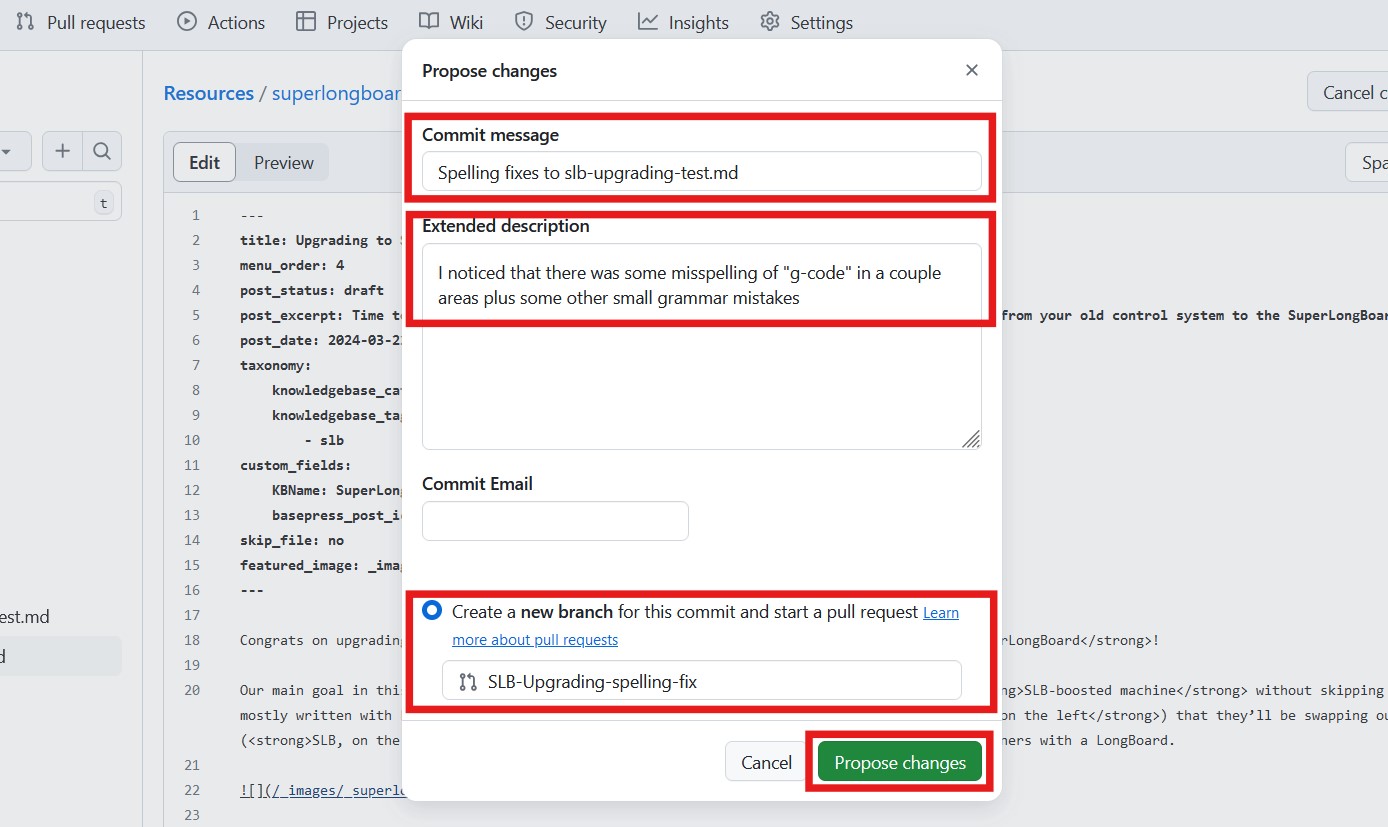 Pull requests Actions Projects Wiki Security Insights Settings
Propose changes
Resources / superlongboar
Cancel c
Commit message
Edit Preview
Spelling fixes to slb-upgrading-test.md
t
Extended description
I noticed that there was some misspelling of "g-code" in a couple
areas plus some other small grammar mistakes
Commit Email
Create a new branch for this commit and start a pull request Learn
more about pull requests
SLB-Upgrading-spelling-fix
Cancel Propose changes
1 ---
2 title: Upgrading to S
3 menu_order: 4
4 post_status: draft
5 post_excerpt: Time to from your old control system to the SuperLongBoar
6 post_date: 2024-03-2
7 taxonomy:
8 knowledgebase_ca
9 knowledgebase_ta
10 - slb
11 custom_fields:
12 KBName: SuperLon
13 basepress_post_i
14 skip_file: no
15 featured_image: _ima
16 ---
17
est.md
18 Congrats on upgrading rLongBoard</strong>!
d
19
20 Our main goal in this ng>SLB-boosted machine</strong> without skipping
mostly written with on the left</strong>) that they’ll be swapping ou
(<strong>SLB, on the ners with a LongBoard.
21
22 ![](/_images/_superlo
23